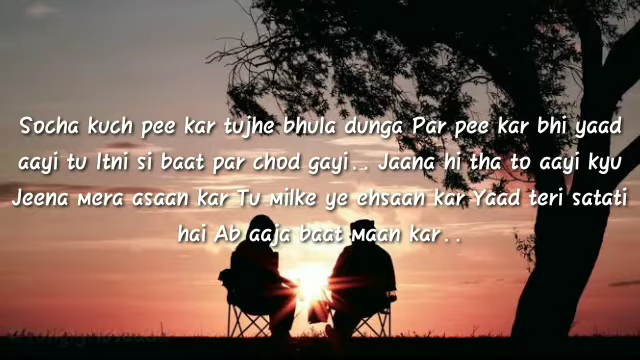 Socha kuch pee kar tujhe bhula dunga Par pee kar bhi yaad
aayi tu Itni si baat par chod gayi... Jaana hi tha to aayi kyu
Jeena mera asaan kar Tu milke ye ehsaan kar Yaad teri satati
hai Ab aaja baat maan kar..